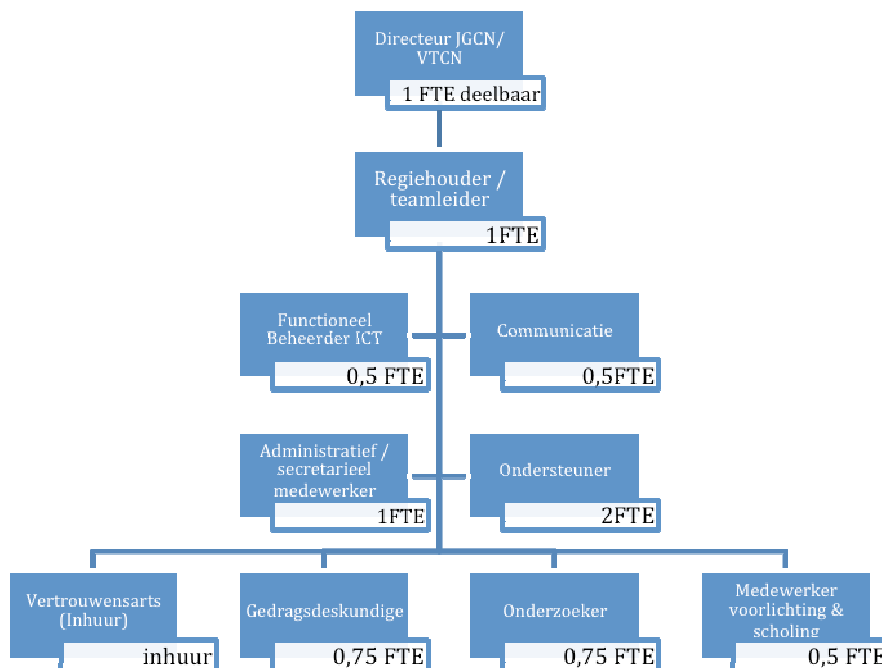 Directeur JGCN/
VTCN
1 FTE deelbaar
Regiehouder /
teamleider
1FTE
Functioneel
Beheerder ICT
0,5 FTE
Communicatie
0,5FTE
Administratief /
secretarieel
medewerker
1FTE
Ondersteuner
2FTE
Vertrouwensarts
(Inhuur)
inhuur
Gedragsdeskundige
0,75 FTE
Onderzoeker
0,75 FTE
Medewerker
voorlichting &
scholing
0,5 FTE